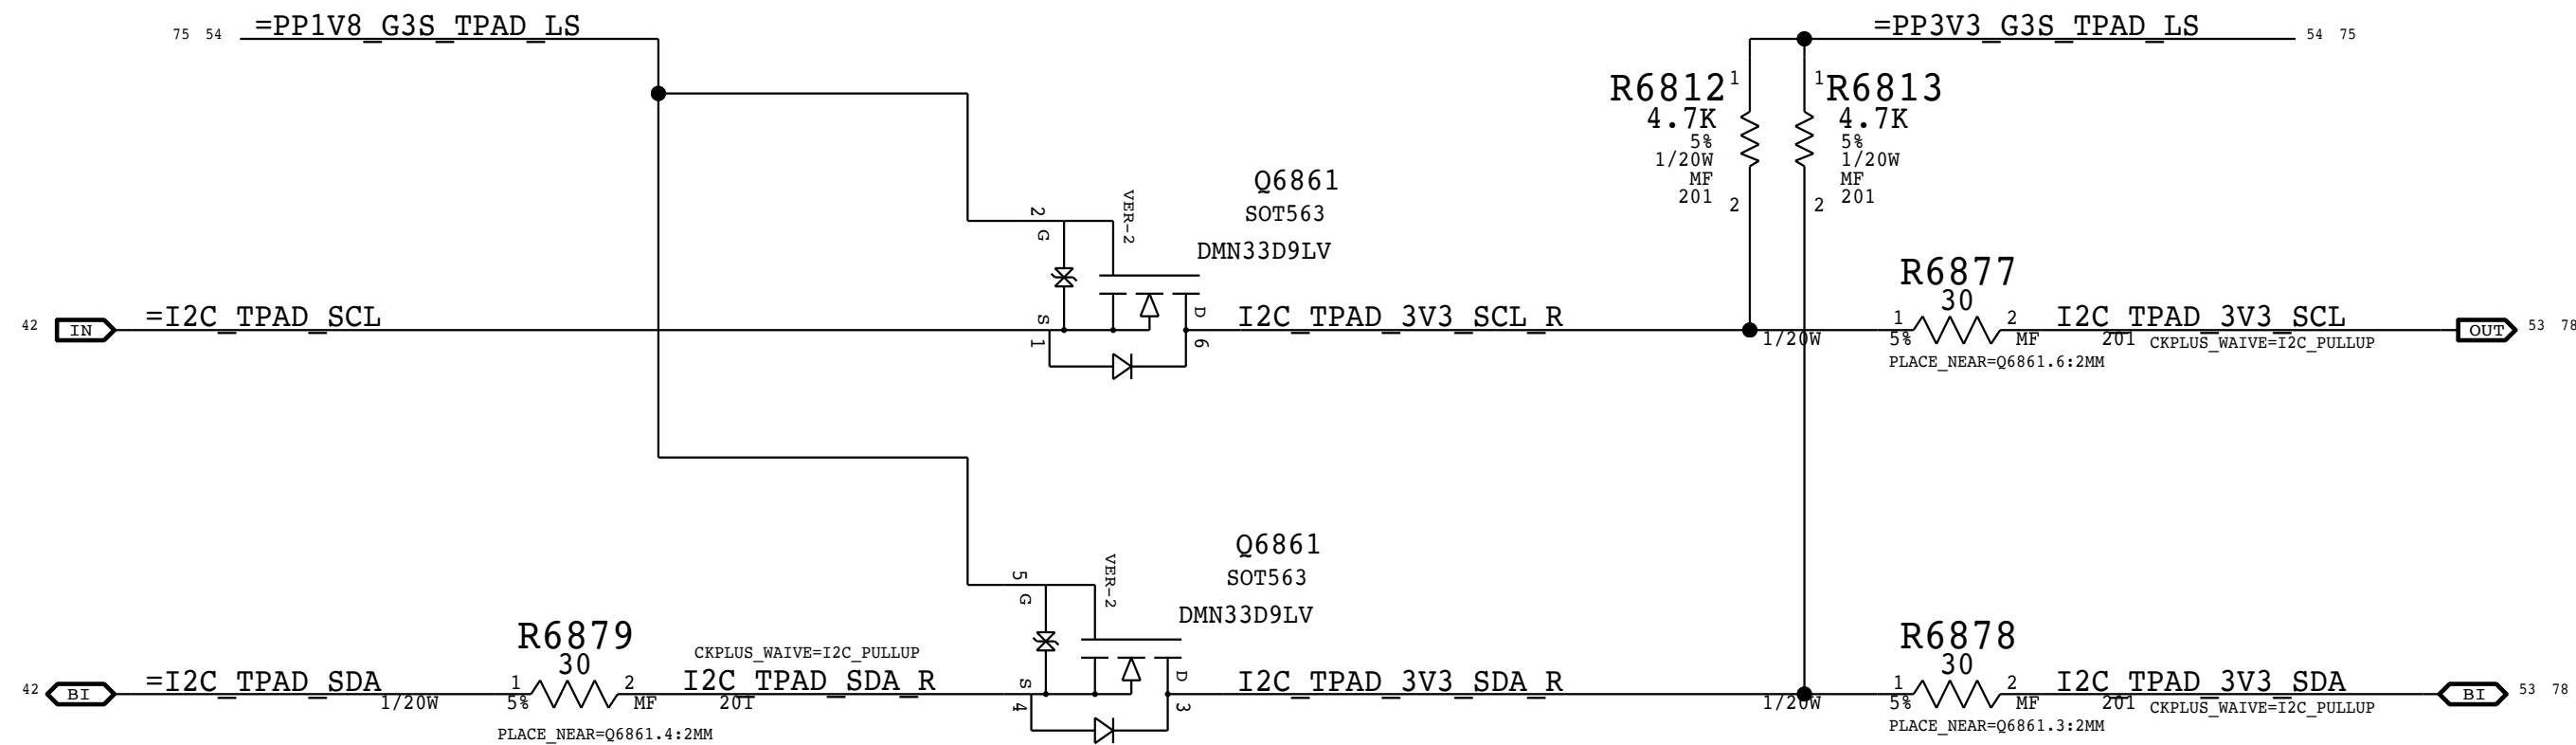 75 54 =PP1V8_G3S_TPAD_LS
=PP3V3_G3S_TPAD_LS 54 75
R6812 1
4.7K
5%
1/20W
MF
201 2
1 R6813
4.7K
5%
1/20W
MF
2 201
Q6861
SOT563
DMN33D9LV
VER-2
2
G
S
1
D
6
42 IN =I2C_TPAD_SCL
I2C_TPAD_3V3_SCL_R
R6877
30
1 2
1/20W 5% MF 201
PLACE_NEAR=Q6861.6:2MM
I2C_TPAD_3V3_SCL OUT 53 78
CKPLUS_WAIVE=I2C_PULLUP
Q6861
SOT563
DMN33D9LV
VER-2
5
G
S
4
D
3
42 BI =I2C_TPAD_SDA
R6879
30
1 2
1/20W 5% MF 201
PLACE_NEAR=Q6861.4:2MM
CKPLUS_WAIVE=I2C_PULLUP
I2C_TPAD_SDA_R
I2C_TPAD_3V3_SDA_R
R6878
30
1 2
1/20W 5% MF 201
PLACE_NEAR=Q6861.3:2MM
I2C_TPAD_3V3_SDA BI 53 78
CKPLUS_WAIVE=I2C_PULLUP